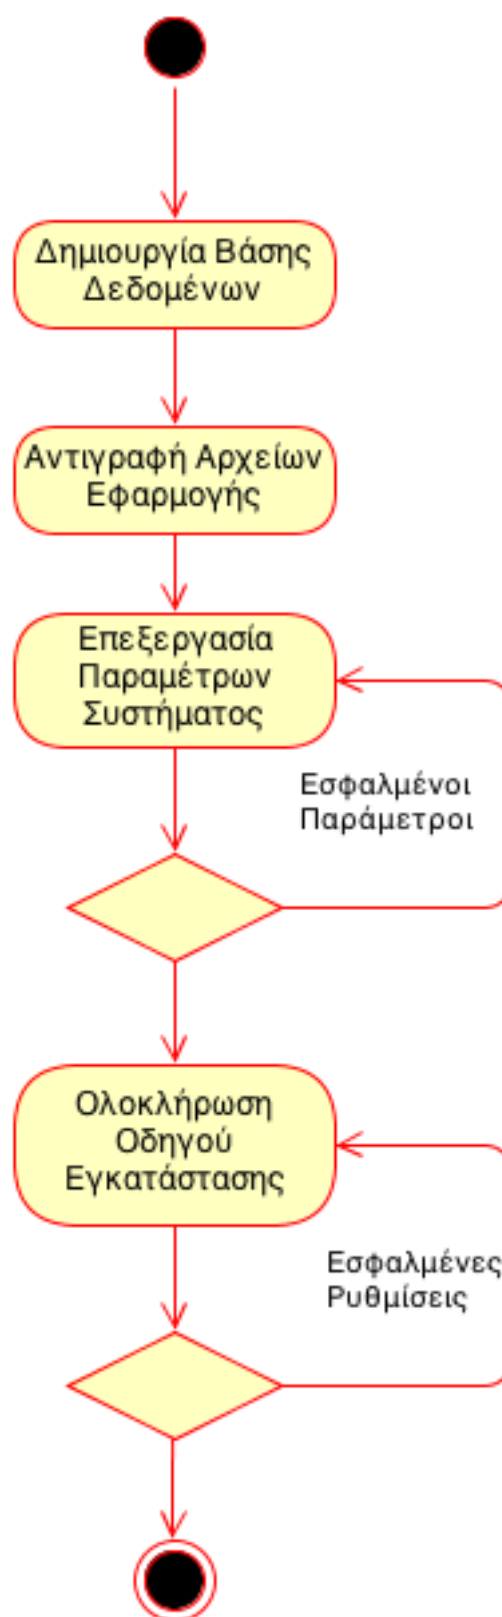 Δημιουργία Βάσης
Δεδομένων
Αντιγραφή Αρχείων
Εφαρμογής
Επεξεργασία
Παραμέτρων
Συστήματος
Εσφαλμένοι
Παράμετροι
Ολοκλήρωση
Οδηγού
Εγκατάστασης
Εσφαλμένες
Ρυθμίσεις